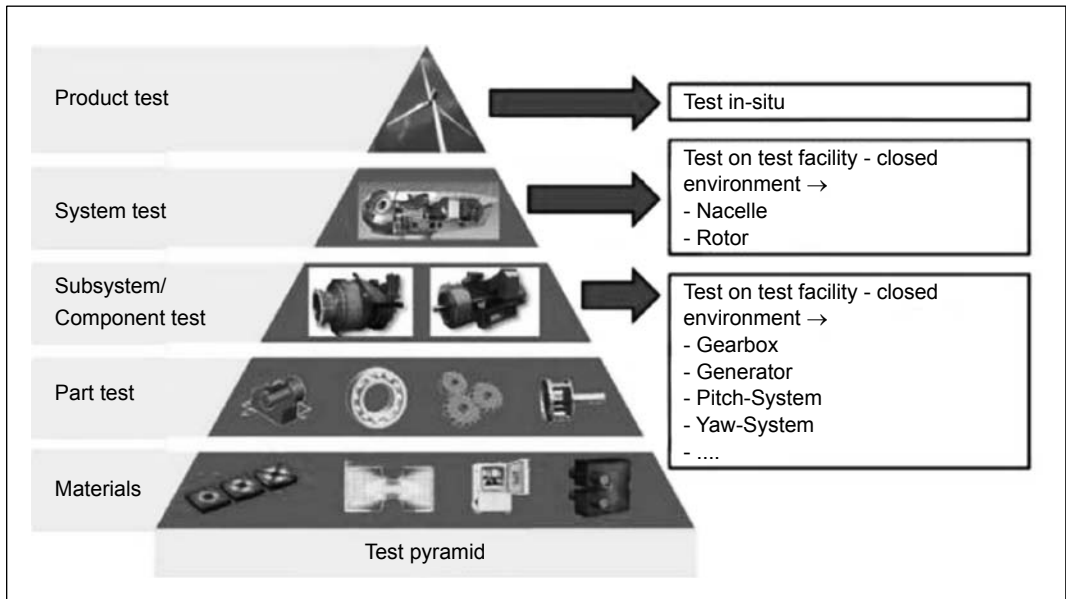 Product test
Test in-situ
System test
Test on test facility - closed
environment →
- Nacelle
- Rotor
Subsystem/
Component test
Test on test facility - closed
environment →
- Gearbox
- Generator
- Pitch-System
- Yaw-System
- ....
Part test
Materials
Test pyramid